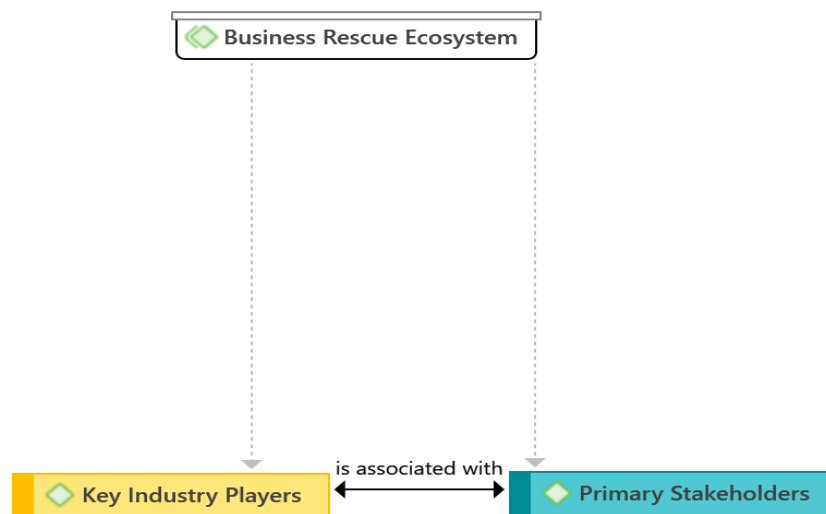 Business Rescue Ecosystem
is associated with
Key Industry Players
Primary Stakeholders